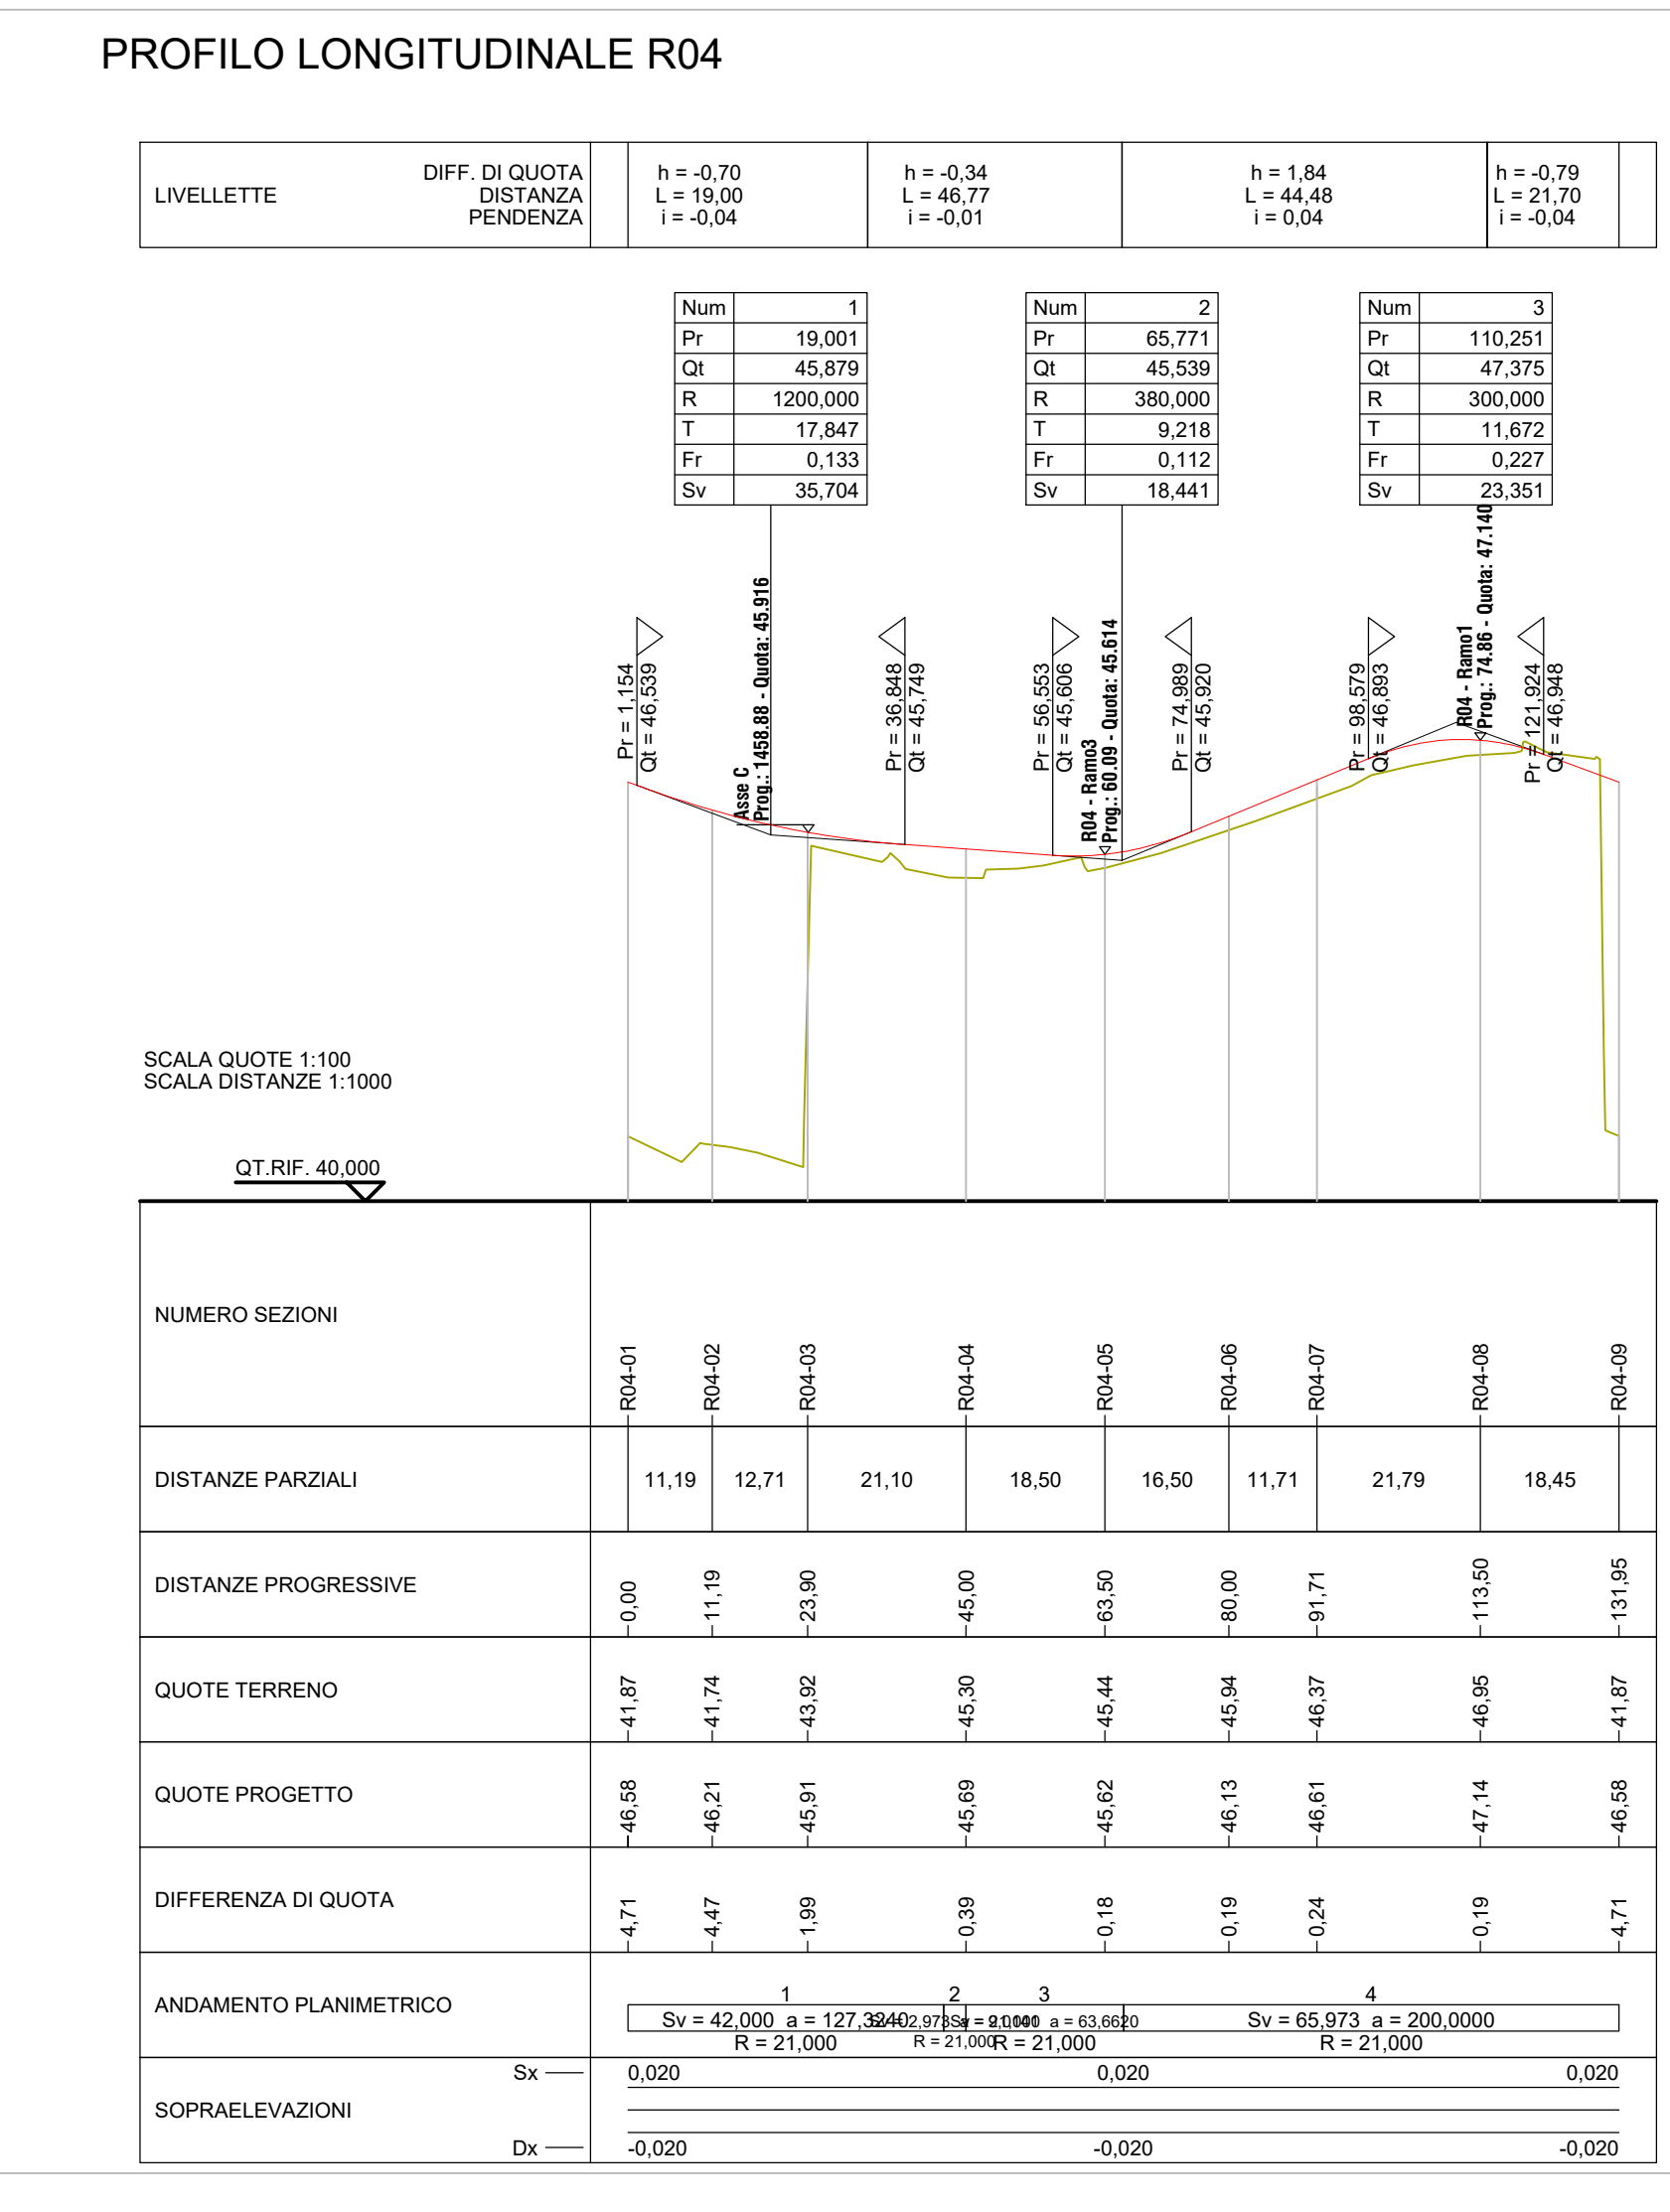 PROFILO LONGITUDINALE R04
LIVELLETTE
DIFF. DI QUOTA
DISTANZA
PENDENZA
h = -0,70
L = 19,00
i = -0,04
h = -0,34
L = 46,77
i = -0,01
h = 1,84
L = 44,48
i = 0,04
h = -0,79
L = 21,70
i = -0,04
Num 1
Pr 19,001
Qt 45,879
R 1200,000
T 17,847
Fr 0,133
Sv 35,704
Num 2
Pr 65,771
Qt 45,539
R 380,000
T 9,218
Fr 0,112
Sv 18,441
Num 3
Pr 110,251
Qt 47,375
R 300,000
T 11,672
Fr 0,227
Sv 23,351
Pr = 1,154
Qt = 46,539
Asse C
Prog.: 1458.88 - Quota: 45.916
Pr = 36,848
Qt = 45,749
Pr = 56,553
Qt = 45,606
R04 - Ramo3
Prog.: 60.09 - Quota: 45.614
Pr = 74,989
Qt = 45,920
Pr = 98,579
Qt = 46,893
R04 - Ramo1
Prog.: 74.86 - Quota: 47.140
Pr = 121,924
Qt = 46,948
SCALA QUOTE 1:100
SCALA DISTANZE 1:1000
QT.RIF. 40,000
NUMERO SEZIONI
R04-01 R04-02 R04-03 R04-04 R04-05 R04-06 R04-07 R04-08 R04-09
DISTANZE PARZIALI
11,19 12,71 21,10 18,50 16,50 11,71 21,79 18,45
DISTANZE PROGRESSIVE
0,00 11,19 23,90 45,00 63,50 80,00 91,71 113,50 131,95
QUOTE TERRENO
41,87 41,74 43,92 45,30 45,44 45,94 46,37 46,95 41,87
QUOTE PROGETTO
46,58 46,21 45,91 45,69 45,62 46,13 46,61 47,14 46,58
DIFFERENZA DI QUOTA
4,71 4,47 1,99 0,39 0,18 0,19 0,24 0,19 4,71
ANDAMENTO PLANIMETRICO
1 2 3 4
Sv = 42,000 a = 127,3240 a = 63,6620 Sv = 65,973 a = 200,0000
R = 21,000 R = 21,000 R = 21,000 R = 21,000
SOPRAELEVAZIONI
Sx 0,020 0,020 0,020
Dx -0,020 -0,020 -0,020